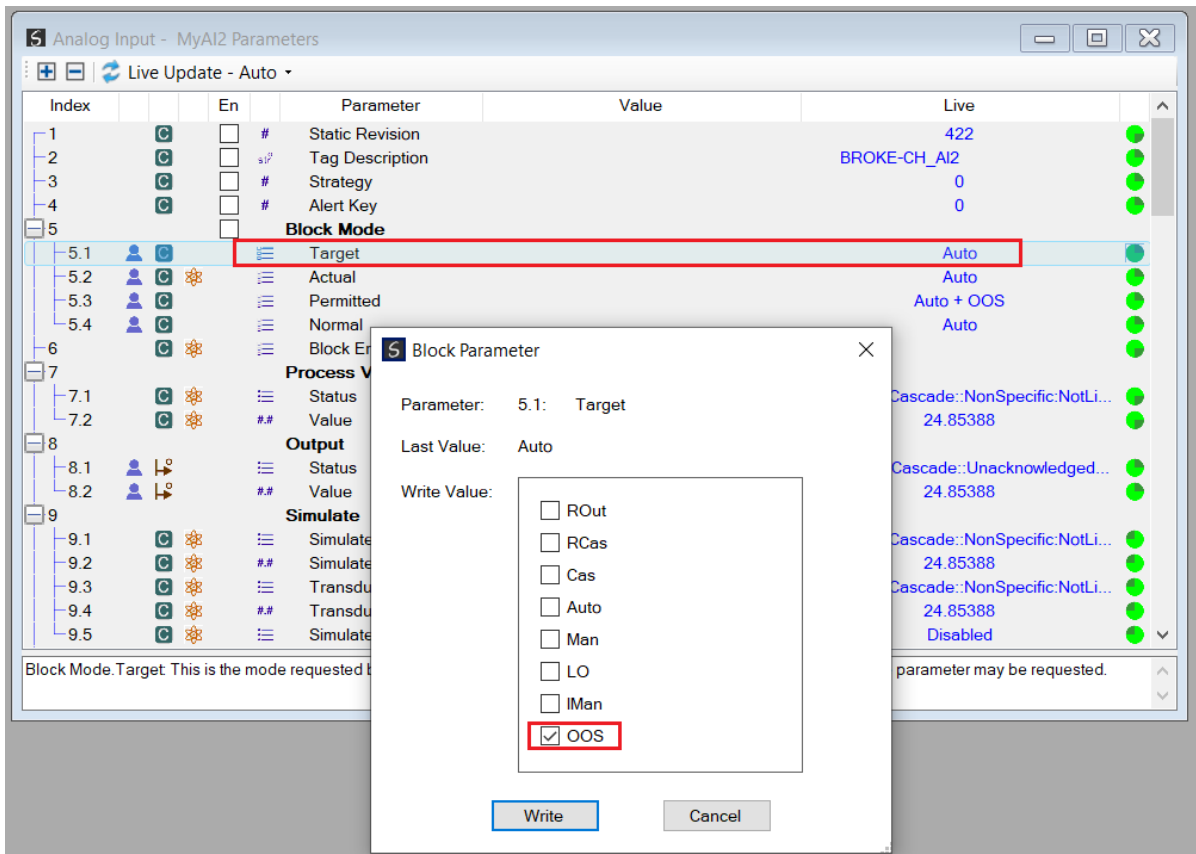 Analog Input - MyAI2 Parameters
Live Update - Auto
Index En Parameter Value Live
1 C # Static Revision 422
2 C Tag Description BROKE-CH_AI2
3 C # Strategy 0
4 C # Alert Key 0
5 Block Mode
5.1 C Target Auto
5.2 C Actual Auto
5.3 C Permitted Auto + OOS
5.4 C Normal Auto
6 C Block Er
7 Process V
7.1 C Status Cascade::NonSpecific:NotLi...
7.2 C #.# Value 24.85388
8 Output
8.1 Status Cascade::Unacknowledged...
8.2 #.# Value 24.85388
9 Simulate
9.1 C Simulate Cascade::NonSpecific:NotLi...
9.2 C #.# Simulate 24.85388
9.3 C Transdu Cascade::NonSpecific:NotLi...
9.4 C #.# Transdu 24.85388
9.5 C Simulate Disabled
Block Mode.Target: This is the mode requested parameter may be requested.
S Block Parameter
Parameter: 5.1: Target
Last Value: Auto
Write Value:
ROut
RCas
Cas
Auto
Man
LO
IMan
OOS
Write Cancel